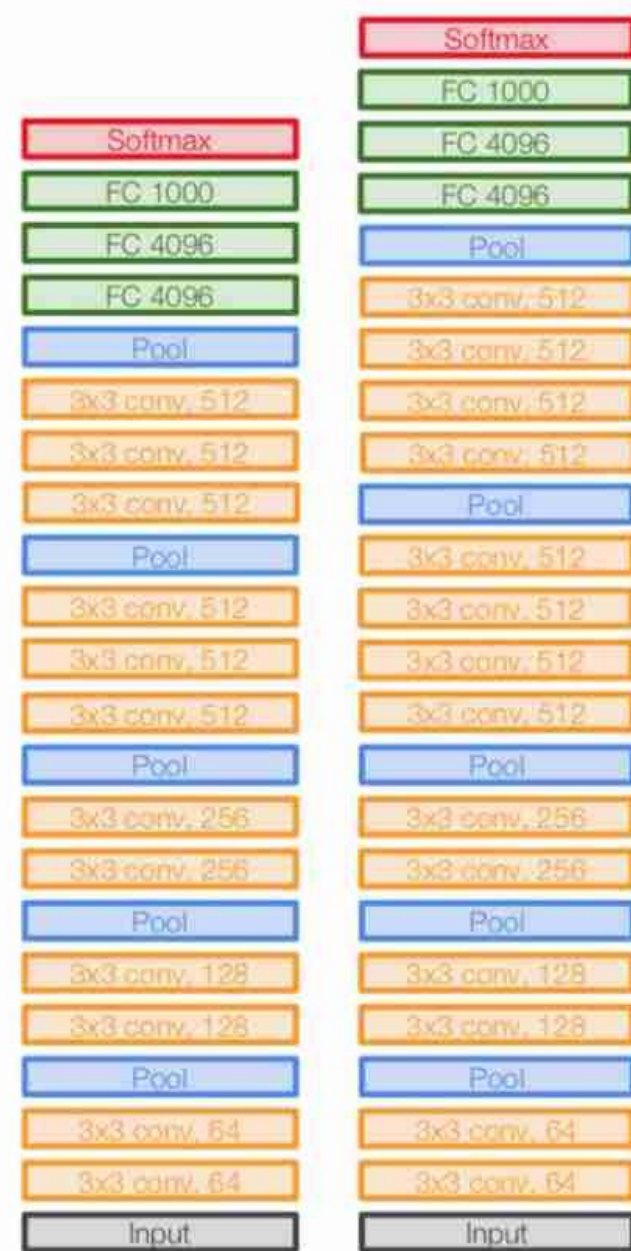 Softmax
FC 1000
FC 4096
FC 4096
Pool
3x3 conv, 512
3x3 conv, 512
3x3 conv, 512
Pool
3x3 conv, 512
3x3 conv, 512
3x3 conv, 512
Pool
3x3 conv, 256
3x3 conv, 256
Pool
3x3 conv, 128
3x3 conv, 128
Pool
3x3 conv, 64
3x3 conv, 64
Input
Softmax
FC 1000
FC 4096
FC 4096
Pool
3x3 conv, 512
3x3 conv, 512
3x3 conv, 512
3x3 conv, 512
Pool
3x3 conv, 512
3x3 conv, 512
3x3 conv, 512
3x3 conv, 512
Pool
3x3 conv, 256
3x3 conv, 256
Pool
3x3 conv, 128
3x3 conv, 128
Pool
3x3 conv, 64
3x3 conv, 64
Input